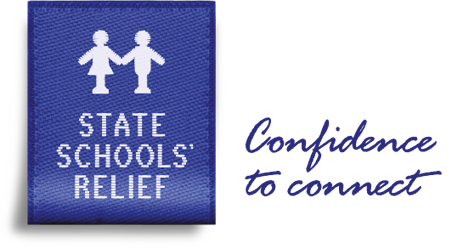 STATE
SCHOOLS'
RELIEF
Confidence
to connect